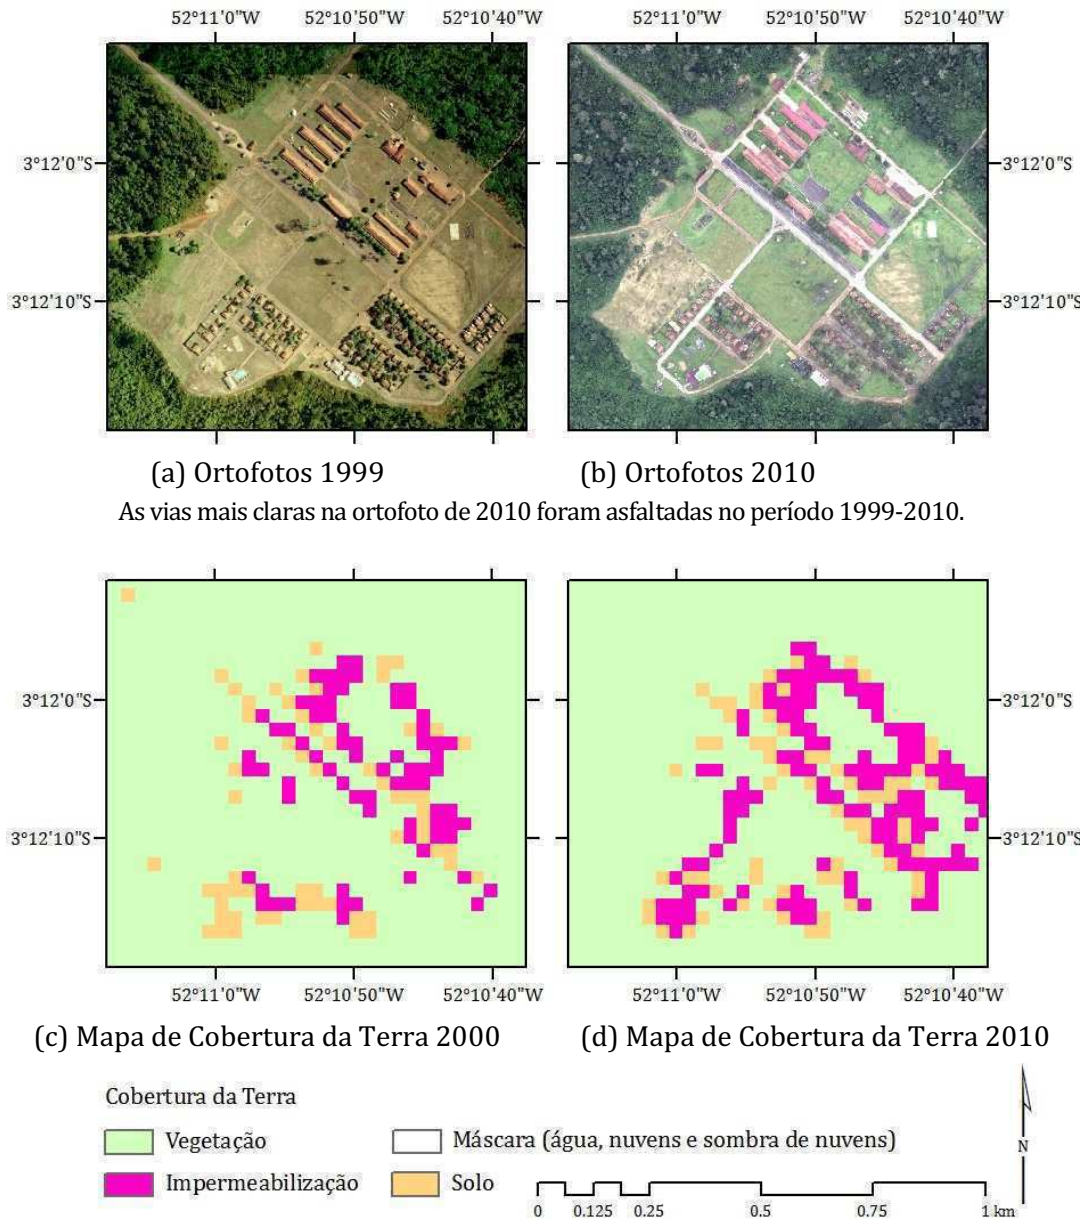 52°11'0"W 52°10'50"W 52°10'40"W 52°11'0"W 52°10'50"W 52°10'40"W
3°12'0"S 3°12'0"S
3°12'10"S 3°12'10"S
(a) Ortofotos 1999 (b) Ortofotos 2010
As vias mais claras na ortofoto de 2010 foram asfaltadas no período 1999-2010.
3°12'0"S 3°12'0"S
3°12'10"S 3°12'10"S
52°11'0"W 52°10'50"W 52°10'40"W 52°11'0"W 52°10'50"W 52°10'40"W
(c) Mapa de Cobertura da Terra 2000 (d) Mapa de Cobertura da Terra 2010
Cobertura da Terra
Vegetação Máscara (água, nuvens e sombra de nuvens)
Impermeabilização Solo
N
0 0.125 0.25 0.5 0.75 1 km